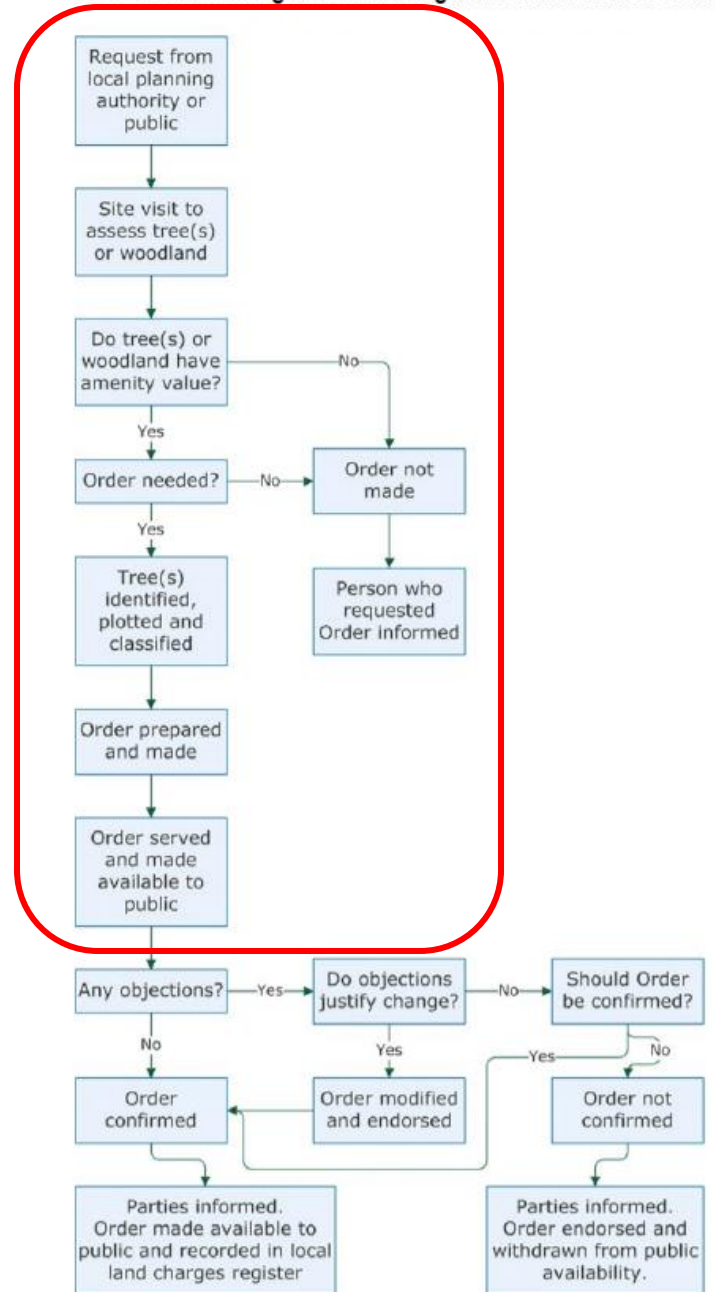 Request from
local planning
authority or
public
Site visit to
assess tree(s)
or woodland
Do tree(s) or
woodland have
amenity value?
No
Yes
Order needed?
No
Order not
made
Yes
Tree(s)
identified,
plotted and
classified
Person who
requested
Order informed
Order prepared
and made
Order served
and made
available to
public
Any objections?
Yes
Do objections
justify change?
No
Should Order
be confirmed?
No
Yes
Yes
No
Order
confirmed
Order modified
and endorsed
Order not
confirmed
Parties informed.
Order made available to
public and recorded in local
land charges register
Parties informed.
Order endorsed and
withdrawn from public
availability.